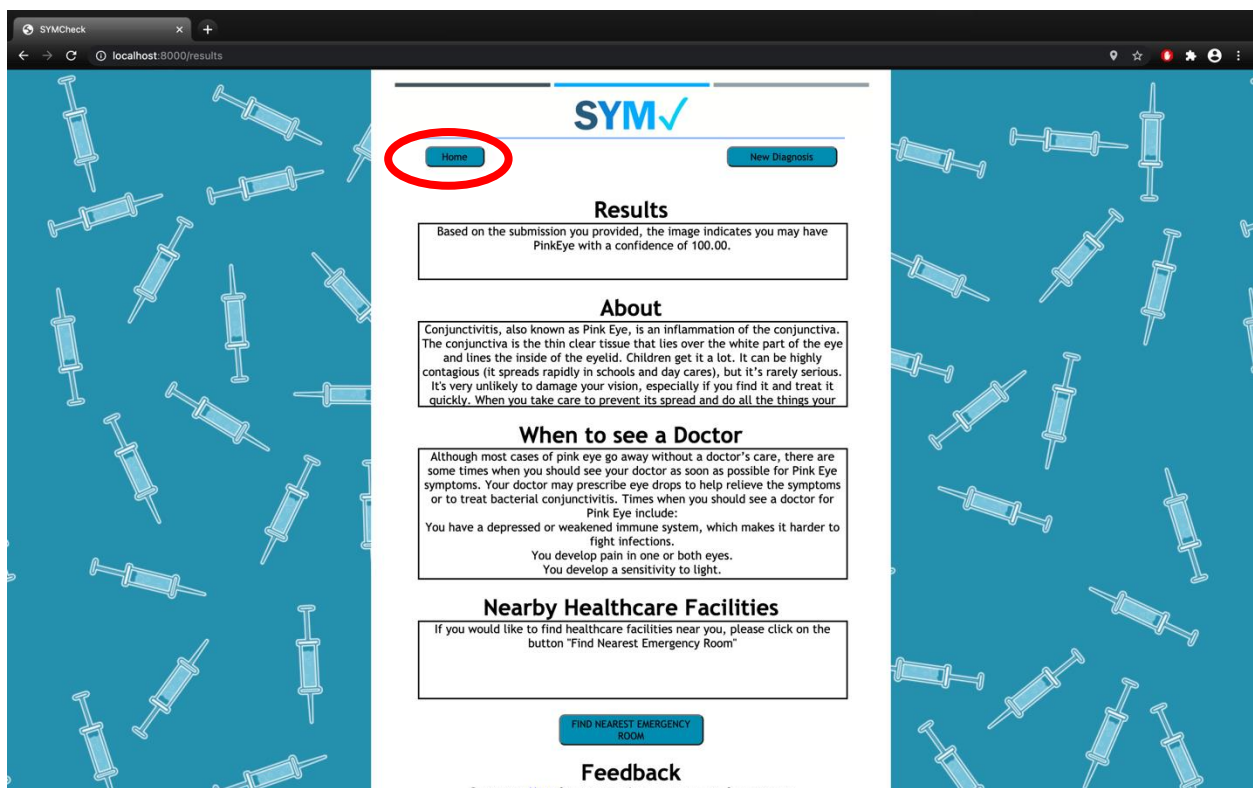 SYMCheck
localhost:8000/results
SYM✓
Home
New Diagnosis
Results
Based on the submission you provided, the image indicates you may have
PinkEye with a confidence of 100.00.
About
Conjunctivitis, also known as Pink Eye, is an inflammation of the conjunctiva.
The conjunctiva is the thin clear tissue that lies over the white part of the eye
and lines the inside of the eyelid. Children get it a lot. It can be highly
contagious (it spreads rapidly in schools and day cares), but it’s rarely serious.
It's very unlikely to damage your vision, especially if you find it and treat it
quickly. When you take care to prevent its spread and do all the things your
When to see a Doctor
Although most cases of pink eye go away without a doctor’s care, there are
some times when you should see your doctor as soon as possible for Pink Eye
symptoms. Your doctor may prescribe eye drops to help relieve the symptoms
or to treat bacterial conjunctivitis. Times when you should see a doctor for
Pink Eye include:
You have a depressed or weakened immune system, which makes it harder to
fight infections.
You develop pain in one or both eyes.
You develop a sensitivity to light.
Nearby Healthcare Facilities
If you would like to find healthcare facilities near you, please click on the
button "Find Nearest Emergency Room"
FIND NEAREST EMERGENCY
ROOM
Feedback